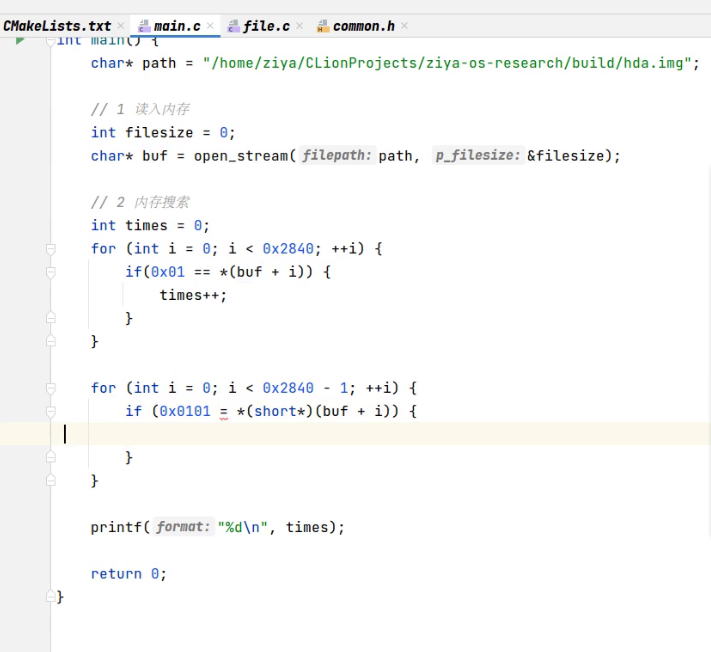 CMakeLists.txt × main.c × file.c × common.h ×
int main() {
char* path = "/home/ziya/CLionProjects/ziya-os-research/build/hda.img";
// 1 读入内存
int filesize = 0;
char* buf = open_stream( filepath: path, p_filesize: &filesize);
// 2 内存搜索
int times = 0;
for (int i = 0; i < 0x2840; ++i) {
if(0x01 == *(buf + i)) {
times++;
}
}
for (int i = 0; i < 0x2840 - 1; ++i) {
if (0x0101 = *(short*)(buf + i)) {
}
}
printf( format: "%d\n", times);
return 0;
}